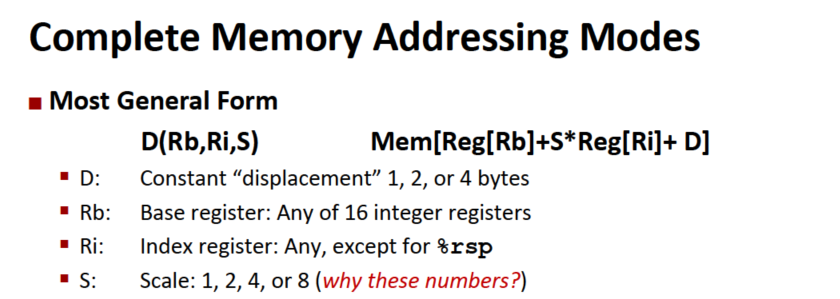 Complete Memory Addressing Modes
■ Most General Form
D(Rb,Ri,S) Mem[Reg[Rb]+S*Reg[Ri]+ D]
▪ D: Constant “displacement” 1, 2, or 4 bytes
▪ Rb: Base register: Any of 16 integer registers
▪ Ri: Index register: Any, except for %rsp
▪ S: Scale: 1, 2, 4, or 8 (why these numbers?)